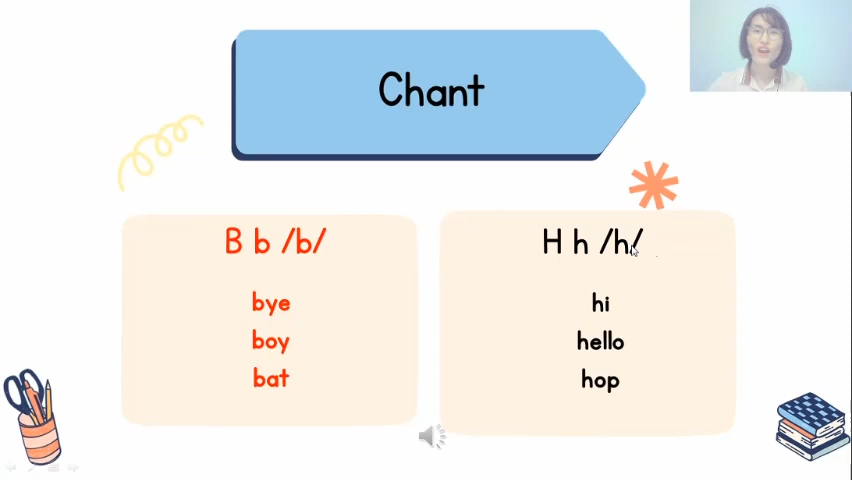 Chant
B b /b/
bye
boy
bat
H h /h/
hi
hello
hop